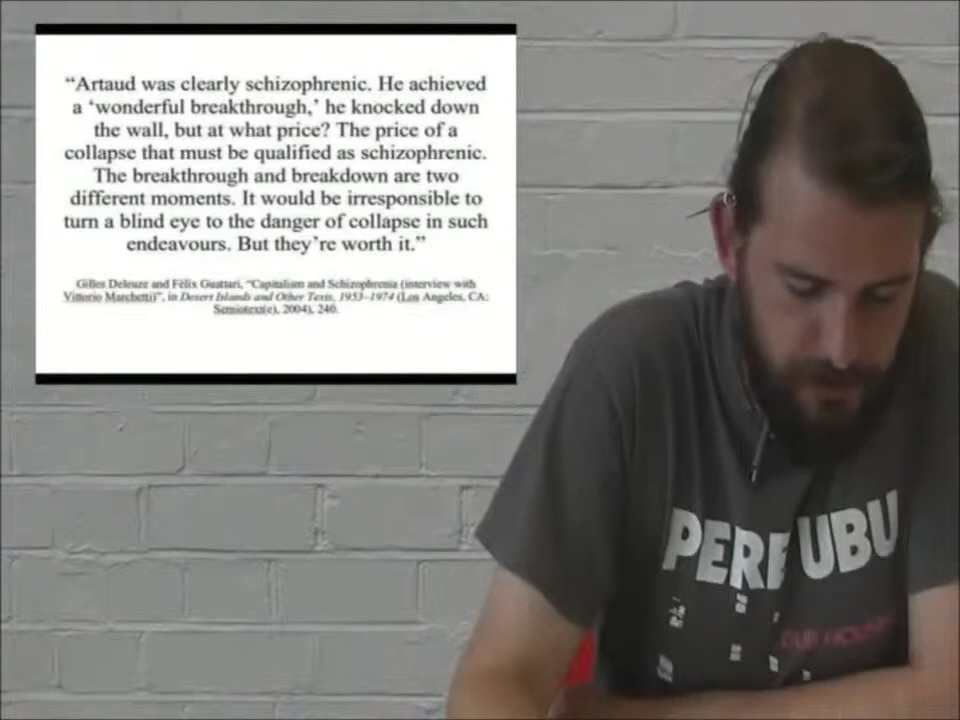 “Artaud was clearly schizophrenic. He achieved
a ‘wonderful breakthrough,’ he knocked down
the wall, but at what price? The price of a
collapse that must be qualified as schizophrenic.
The breakthrough and breakdown are two
different moments. It would be irresponsible to
turn a blind eye to the danger of collapse in such
endeavours. But they’re worth it.”
Gilles Deleuze and Félix Guattari, “Capitalism and Schizophrenia (interview with
Vittorio Marchetti)”, in Desert Islands and Other Texts, 1953–1974 (Los Angeles, CA:
Semiotext(e), 2004), 240.
PERE UBU
DUB HOUSING